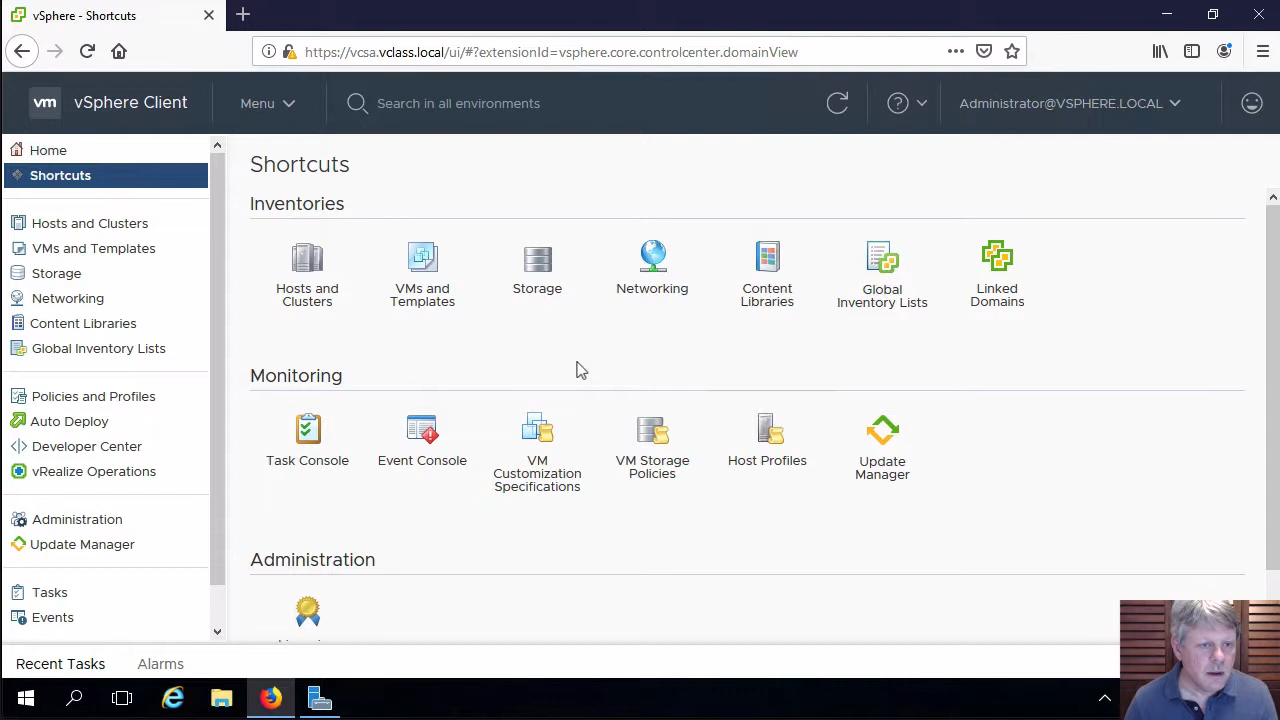 vSphere - Shortcuts
https://vcsa.vclass.local/ui/#?extensionId=vsphere.core.controlcenter.domainView
vm vSphere Client Menu Search in all environments Administrator@VSPHERE.LOCAL
Home
Shortcuts
Hosts and Clusters
VMs and Templates
Storage
Networking
Content Libraries
Global Inventory Lists
Policies and Profiles
Auto Deploy
Developer Center
vRealize Operations
Administration
Update Manager
Tasks
Events
Shortcuts
Inventories
Hosts and
Clusters
VMs and
Templates
Storage
Networking
Content
Libraries
Global
Inventory Lists
Linked
Domains
Monitoring
Task Console
Event Console
VM
Customization
Specifications
VM Storage
Policies
Host Profiles
Update
Manager
Administration
Recent Tasks Alarms